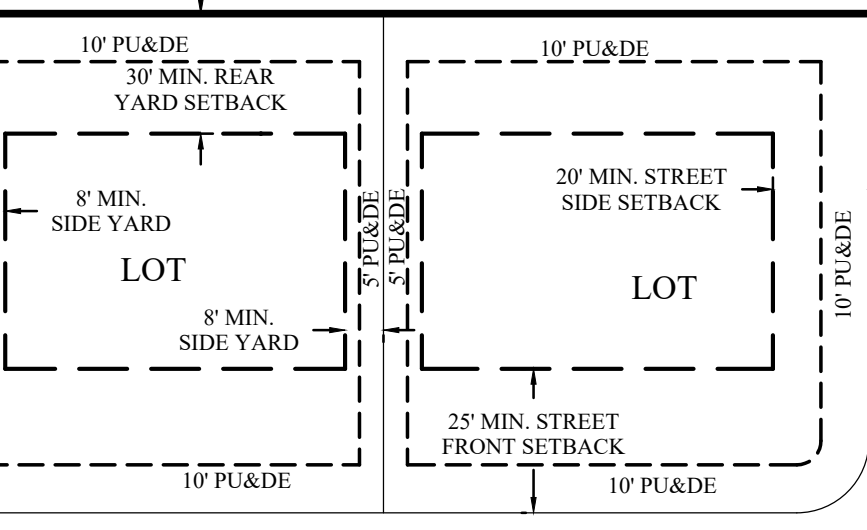 10' PU&DE
10' PU&DE
30' MIN. REAR
YARD SETBACK
8' MIN.
SIDE YARD
5' PU&DE
5' PU&DE
20' MIN. STREET
SIDE SETBACK
10' PU&DE
LOT
LOT
8' MIN.
SIDE YARD
25' MIN. STREET
FRONT SETBACK
10' PU&DE
10' PU&DE